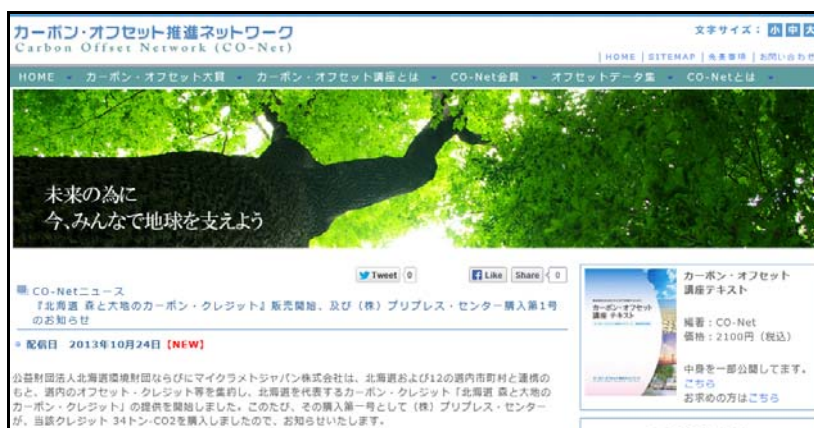 カーボン・オフセット推進ネットワーク
Carbon Offset Network (CO-Net)
文字サイズ： 小 中 大
| HOME | SITEMAP | 免責事項 | お問い合わせ
HOME カーボン・オフセット大賞 カーボン・オフセット講座とは CO-Net会員 オフセットデータ集 CO-Netとは
未来の為に
今、みんなで地球を支えよう
Tweet 0 Like Share 0
CO-Netニュース
『北海道 森と大地のカーボン・クレジット』販売開始、及び（株）プリプレス・センター購入第1号
のお知らせ
配信日 2013年10月24日【NEW】
公益財団法人北海道環境財団ならびにマイクライメトジャパン株式会社は、北海道および12の道内市町村と連携の
もと、道内のオフセット・クレジット等を集約し、北海道を代表するカーボン・クレジット「北海道 森と大地の
カーボン・クレジット」の提供を開始しました。このたび、その購入第一号として（株）プリプレス・センター
が、当該クレジット 34トン-CO2を購入しましたので、お知らせいたします。
カーボン・オフセット
講座 テキスト
カーボン・オフセット
講座テキスト
編著：CO-Net
価格：2100円（税込）
中身を一部公開してます。
こちら
お求めの方はこちら